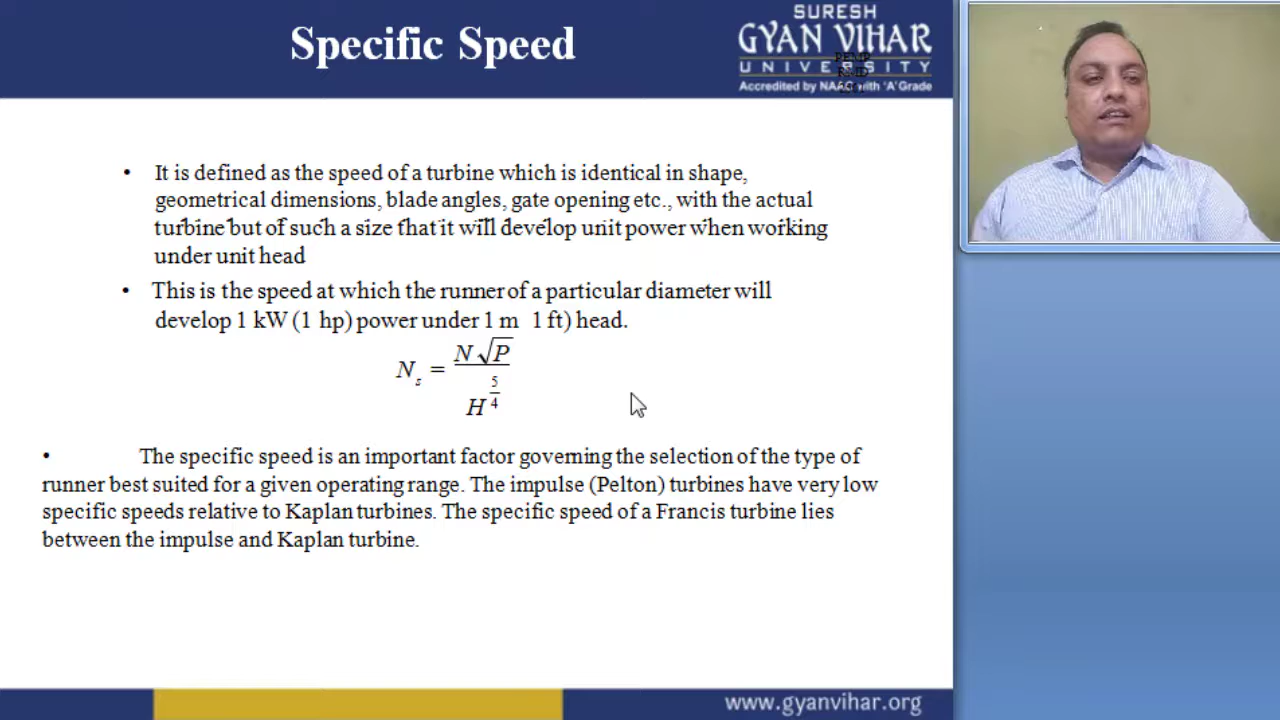 Specific Speed
SURESH
GYAN VIHAR
UNIVERSITY
Accredited by NAAC with 'A' Grade
• It is defined as the speed of a turbine which is identical in shape,
geometrical dimensions, blade angles, gate opening etc., with the actual
turbine but of such a size that it will develop unit power when working
under unit head
• This is the speed at which the runner of a particular diameter will
develop 1 kW (1 hp) power under 1 m 1 ft) head.
N_s = N√P / H^(5/4)
• The specific speed is an important factor governing the selection of the type of
runner best suited for a given operating range. The impulse (Pelton) turbines have very low
specific speeds relative to Kaplan turbines. The specific speed of a Francis turbine lies
between the impulse and Kaplan turbine.
www.gyanvihar.org